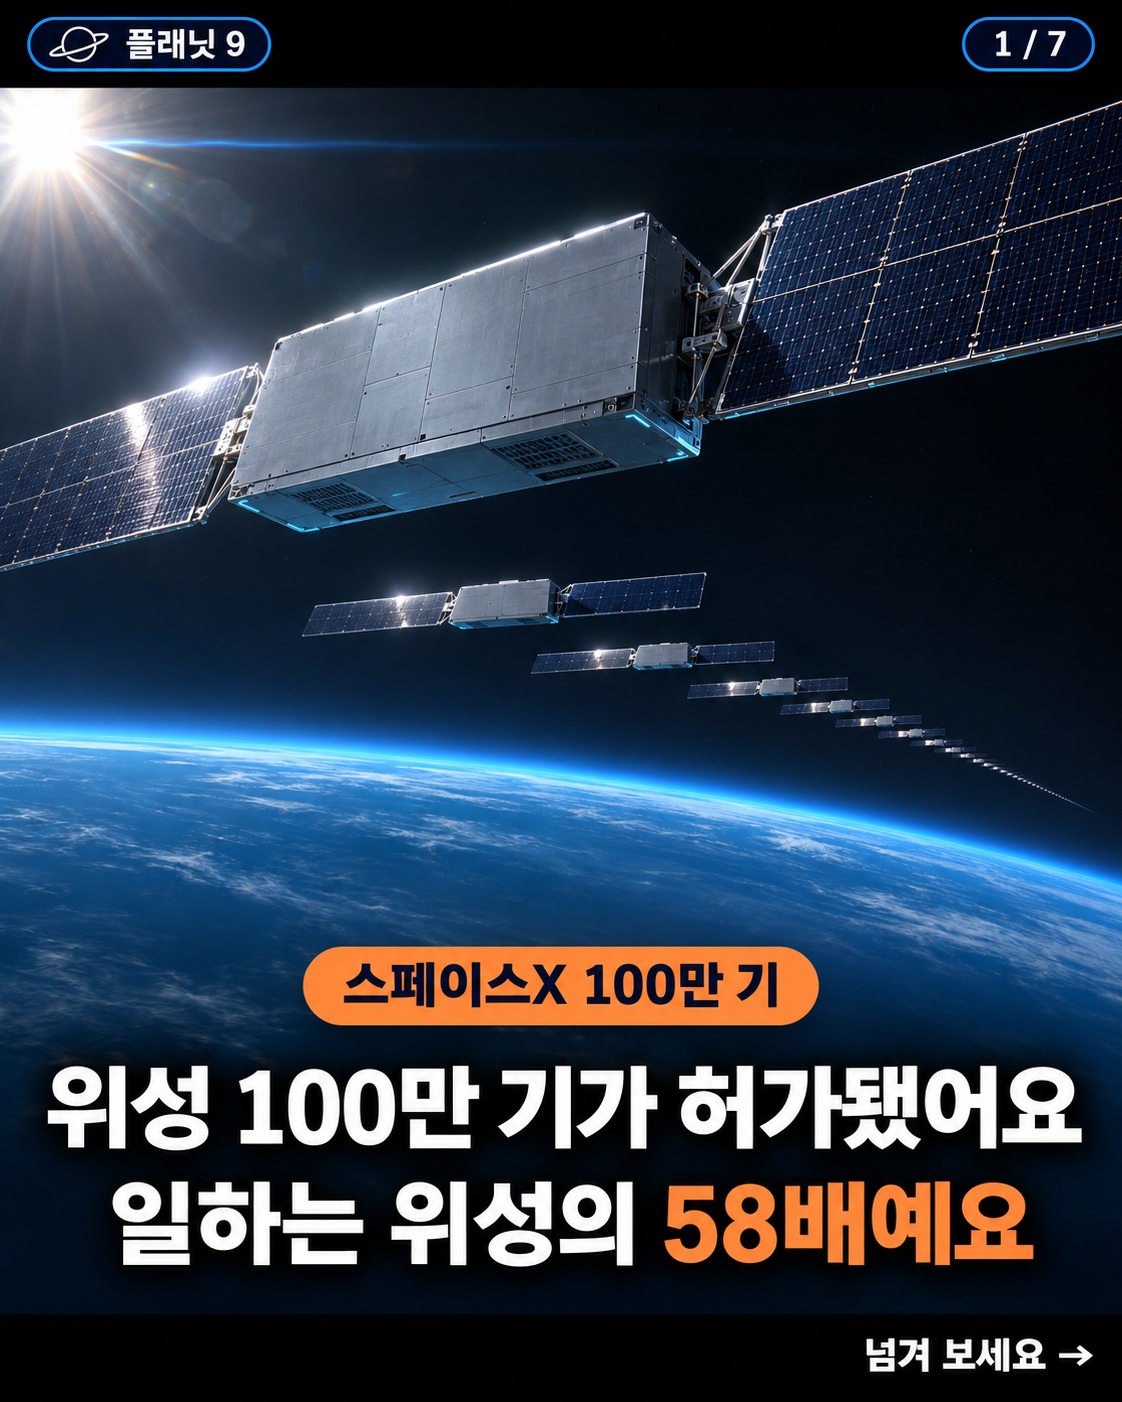 플래닛 9
1 / 7
스페이스X 100만 기
위성 100만 기가 허가됐어요
일하는 위성의 58배예요
넘겨 보세요 →